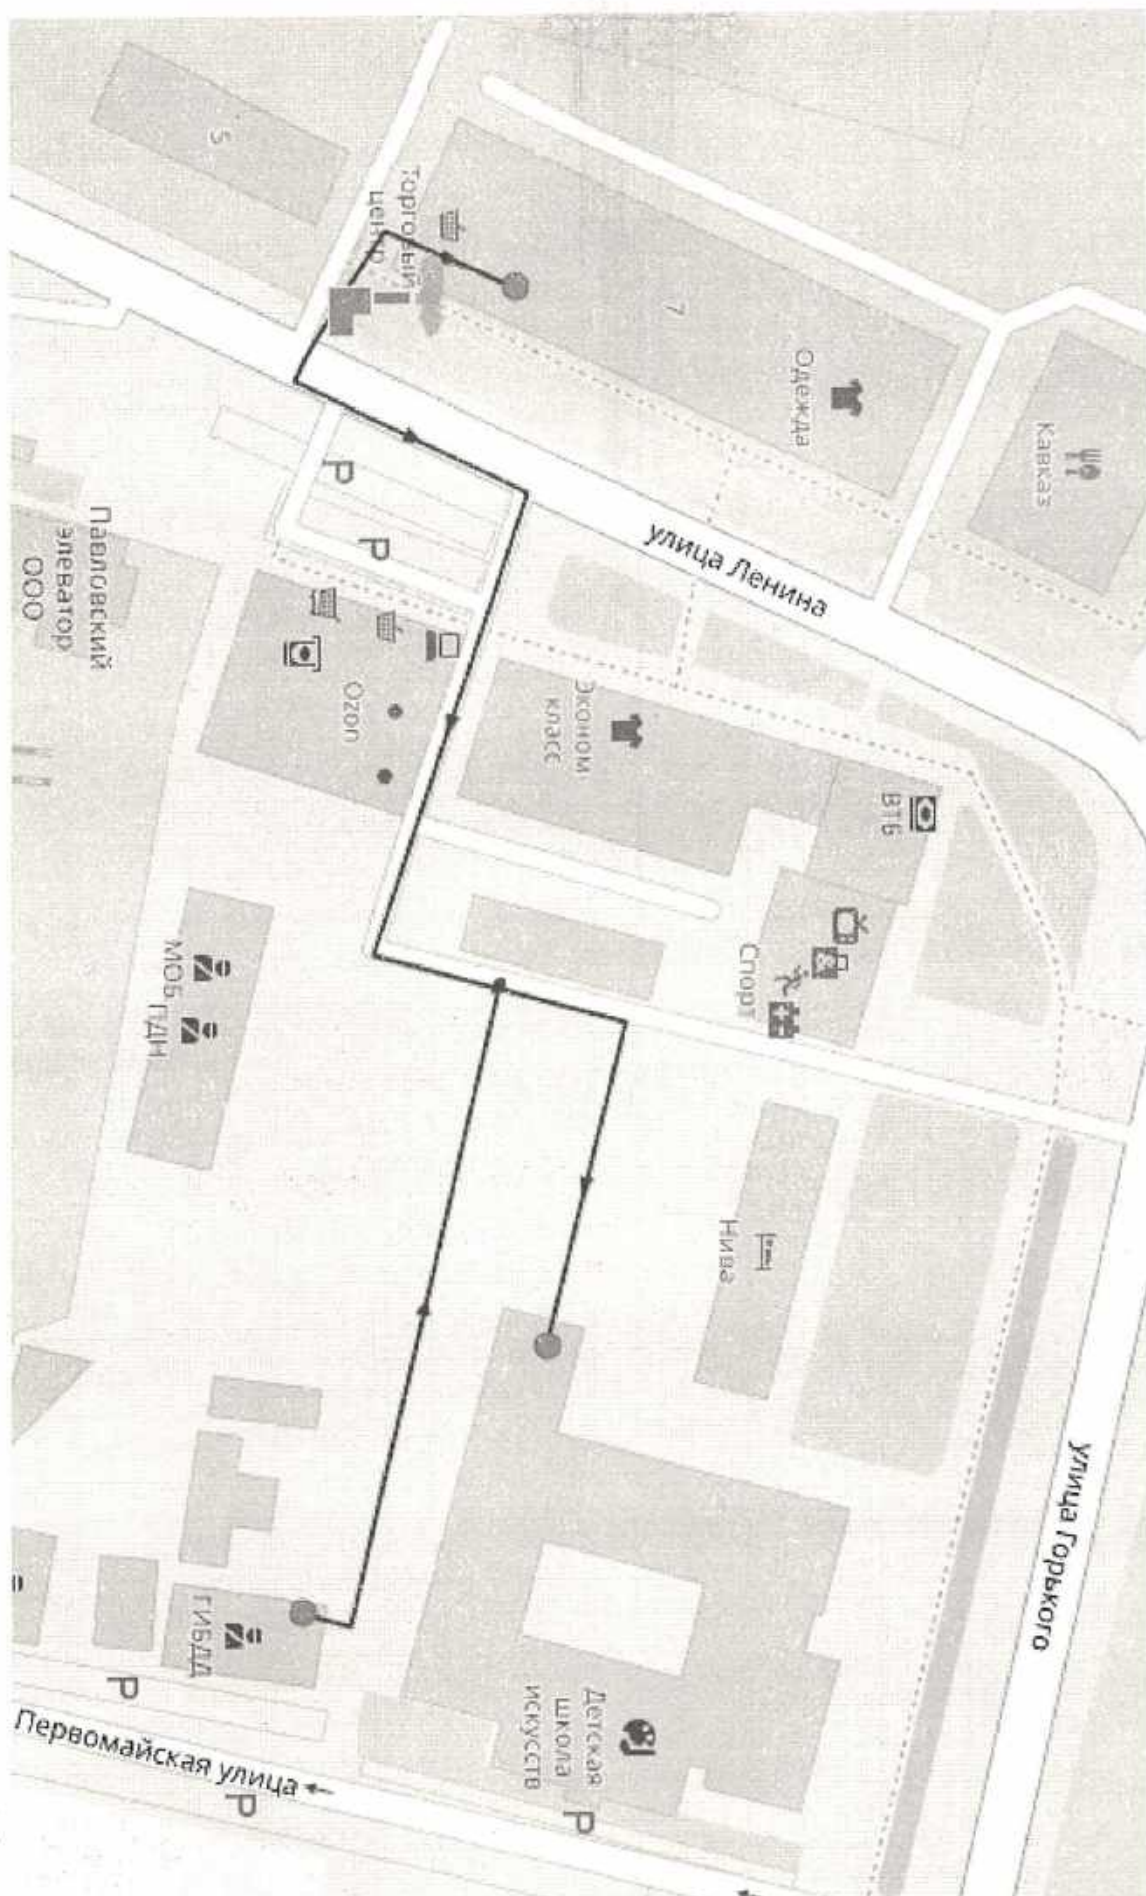 5
Торговый
центр
7
Одежда
Кавказ
улица Ленина
P
P
Павловский
элеватор
ООО
Ozon
Эконом
класс
ВТБ
Спорт
МОБ
ПДН
Нива
улица Горького
ГИБДД
Детская
школа
искусств
P
Первомайская улица
P
P